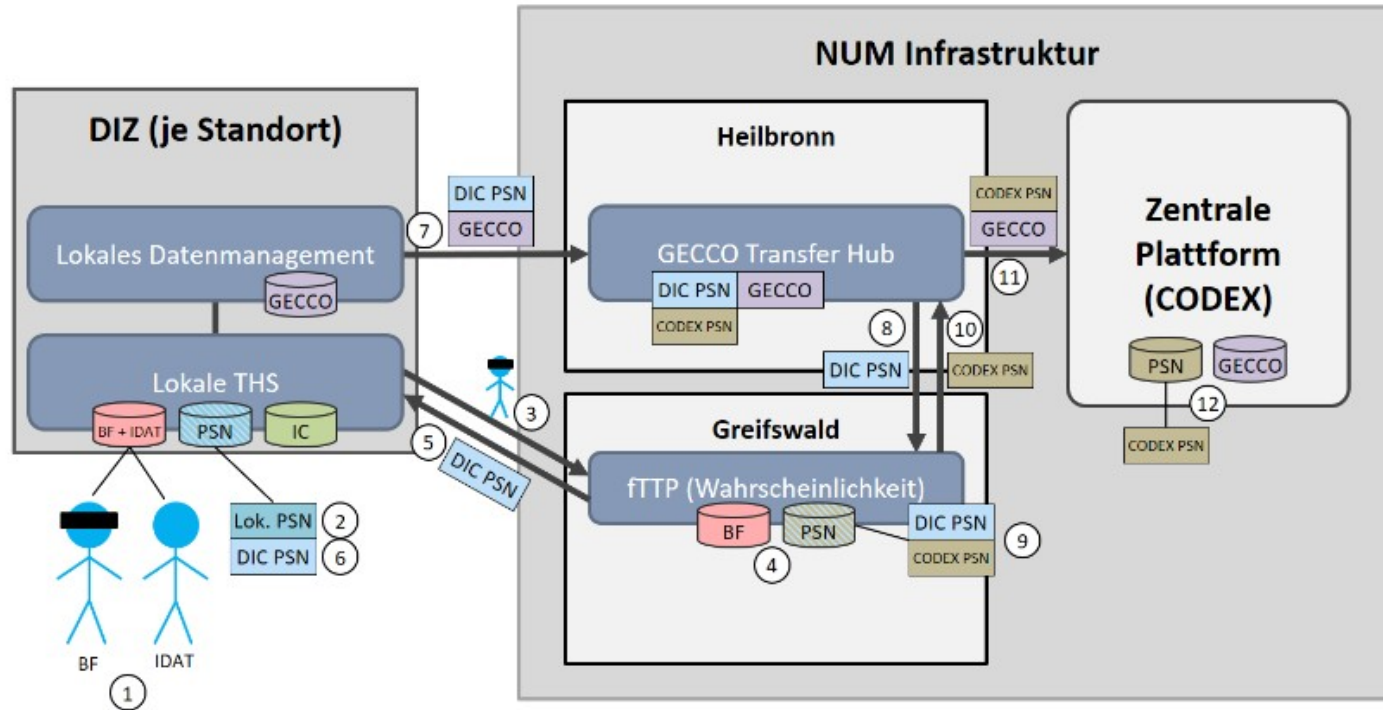 NUM Infrastruktur
DIZ (je Standort)
Lokales Datenmanagement
GECCO
Lokale THS
BF + IDAT
PSN
IC
BF
IDAT
1
Lok. PSN
2
DIC PSN
6
7
DIC PSN
GECCO
3
5
DIC PSN
Heilbronn
GECCO Transfer Hub
DIC PSN
GECCO
CODEX PSN
8
10
DIC PSN
CODEX PSN
Greifswald
fTTP (Wahrscheinlichkeit)
BF
PSN
4
DIC PSN
CODEX PSN
9
CODEX PSN
GECCO
11
Zentrale
Plattform
(CODEX)
PSN
GECCO
12
CODEX PSN